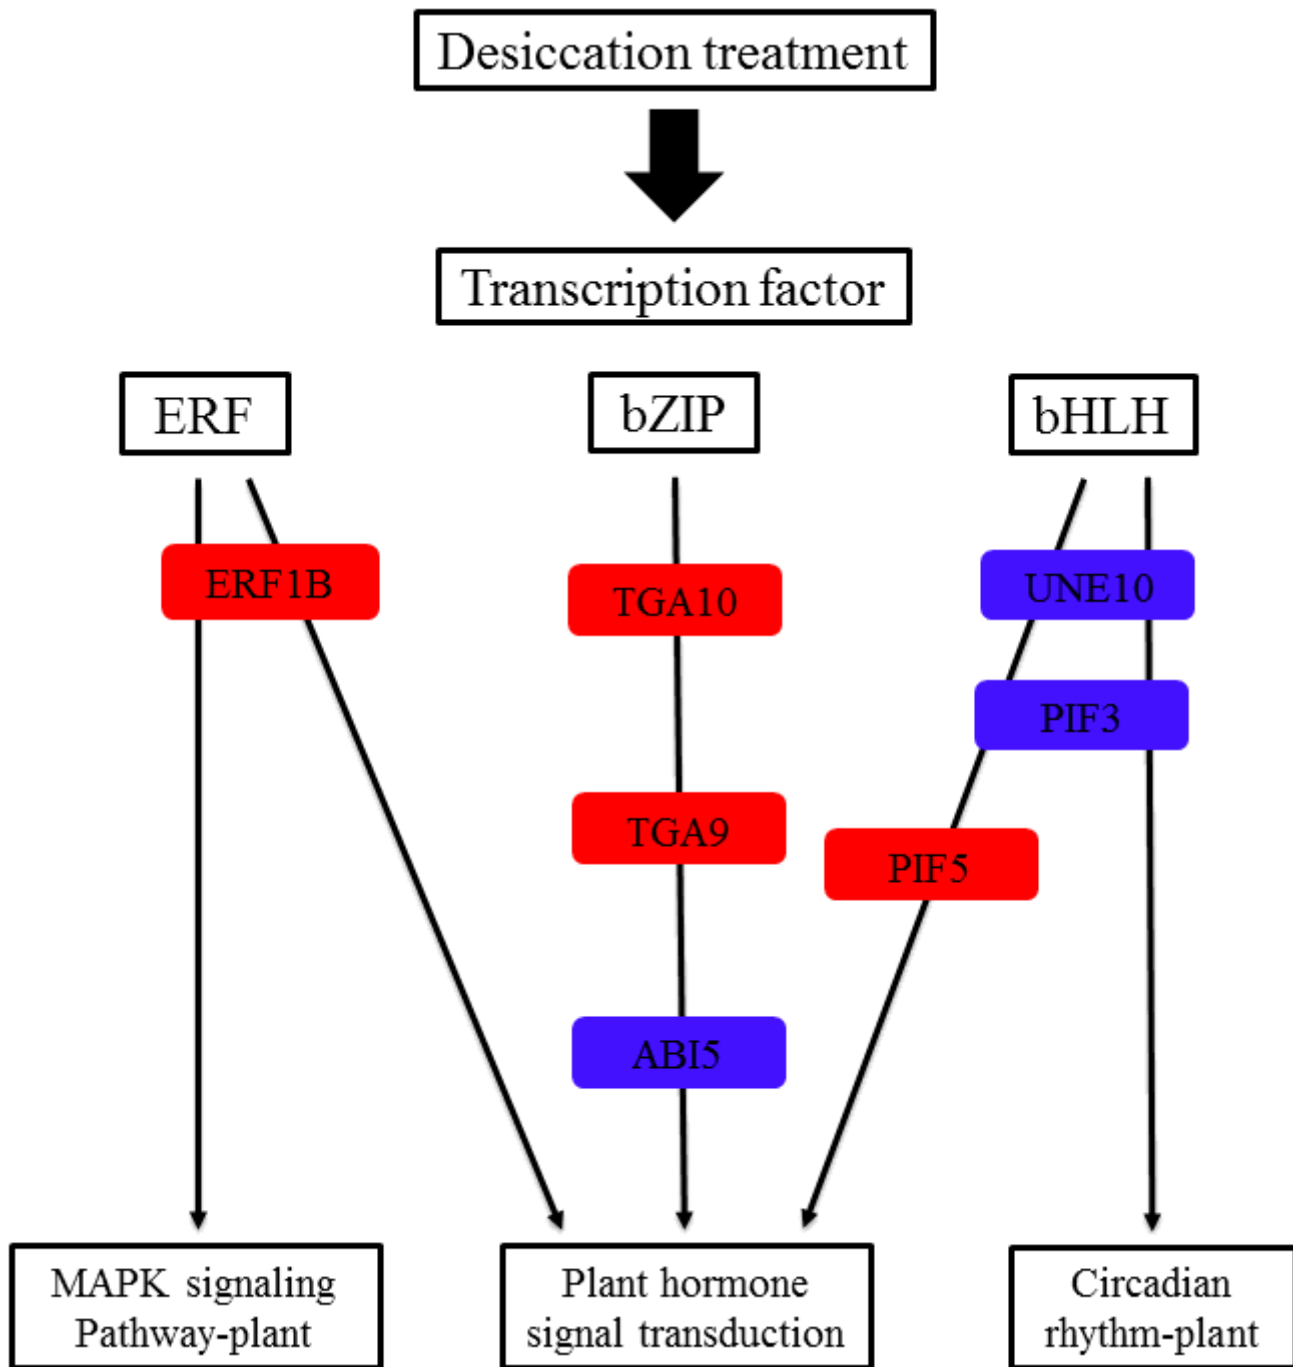 Desiccation treatment
Transcription factor
ERF
bZIP
bHLH
ERF1B
TGA10
UNE10
PIF3
TGA9
PIF5
ABI5
MAPK signaling
Pathway-plant
Plant hormone
signal transduction
Circadian
rhythm-plant